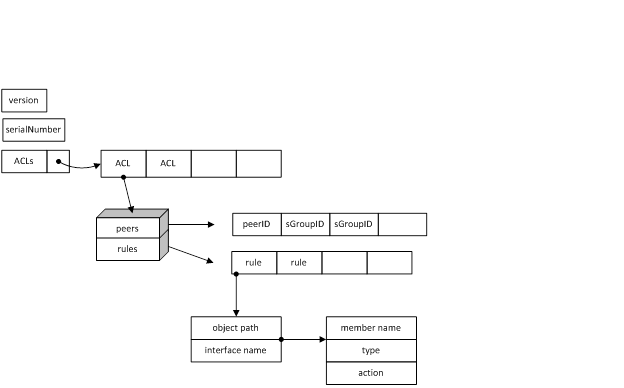 version
serialNumber
ACLs
ACL ACL
peers
rules
peerID sGroupID sGroupID
rule rule
object path
interface name
member name
type
action